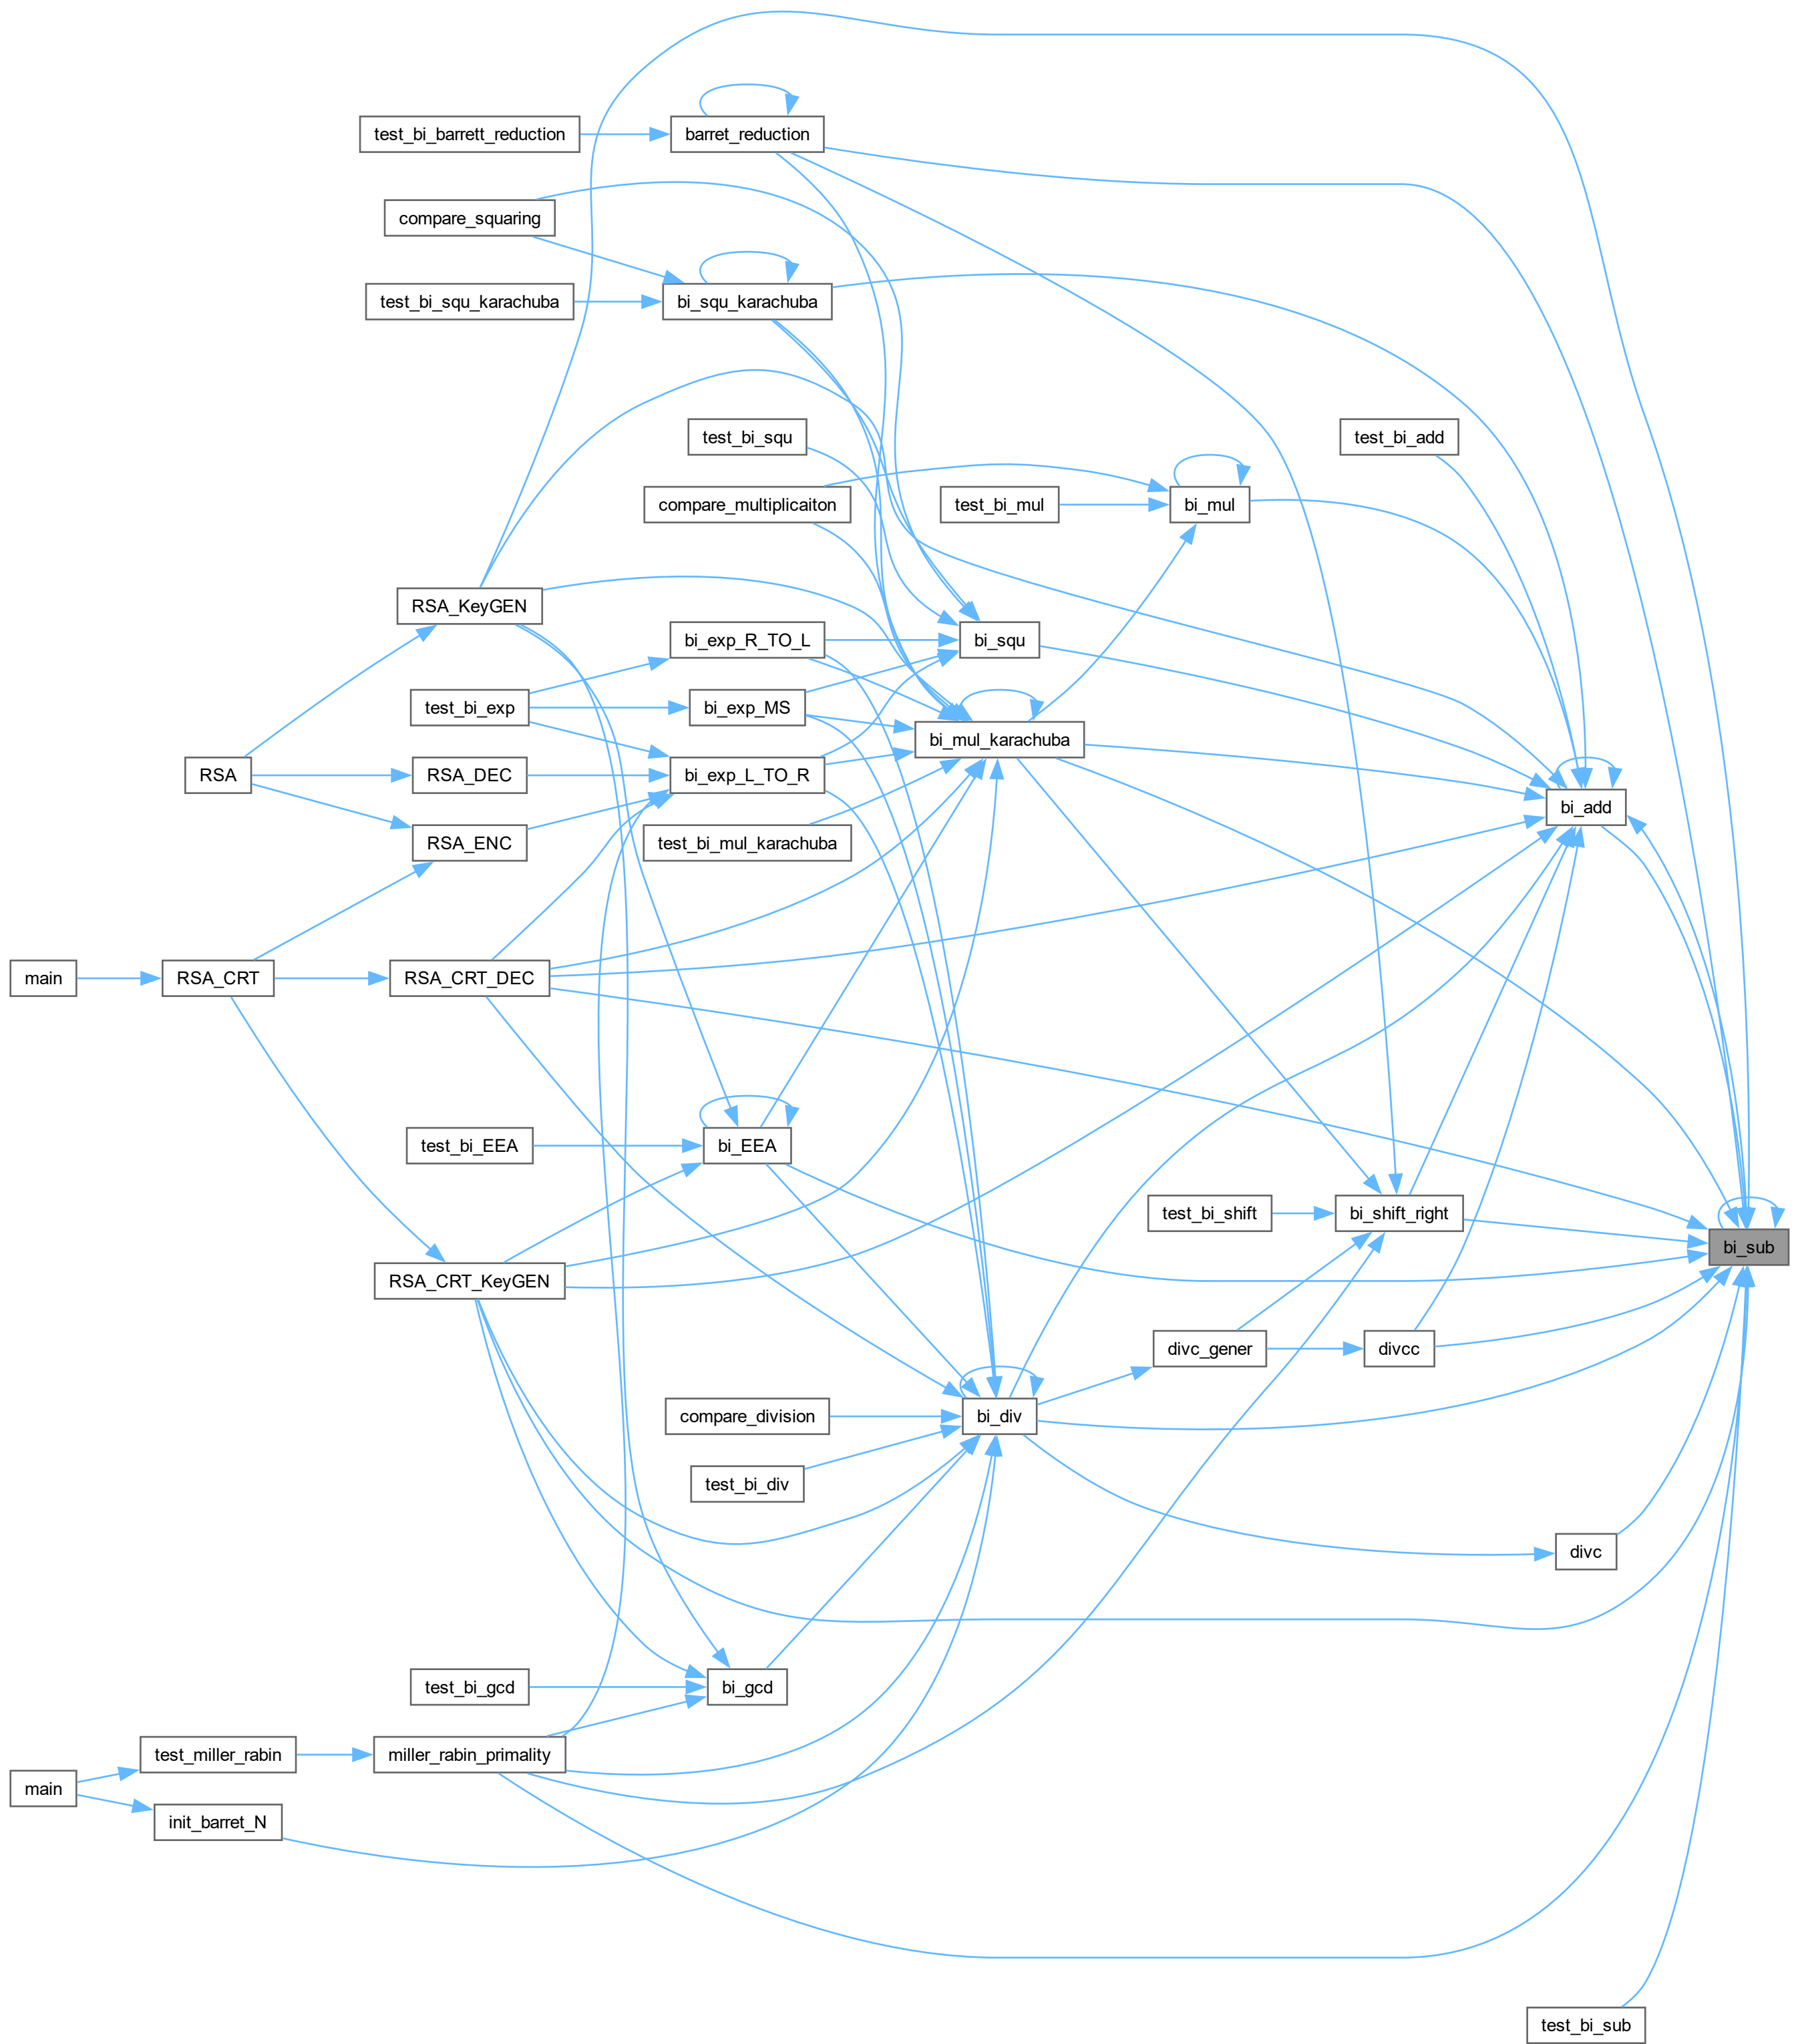 test_bi_barrett_reduction
barret_reduction
compare_squaring
test_bi_squ_karachuba
bi_squ_karachuba
test_bi_squ
test_bi_add
compare_multiplicaiton
test_bi_mul
bi_mul
RSA_KeyGEN
bi_exp_R_TO_L
bi_squ
test_bi_exp
bi_exp_MS
bi_mul_karachuba
RSA
RSA_DEC
bi_exp_L_TO_R
bi_add
RSA_ENC
test_bi_mul_karachuba
main
RSA_CRT
RSA_CRT_DEC
test_bi_EEA
bi_EEA
test_bi_shift
bi_shift_right
bi_sub
RSA_CRT_KeyGEN
divc_gener
divcc
compare_division
bi_div
test_bi_div
divc
test_bi_gcd
bi_gcd
test_miller_rabin
miller_rabin_primality
main
init_barret_N
test_bi_sub